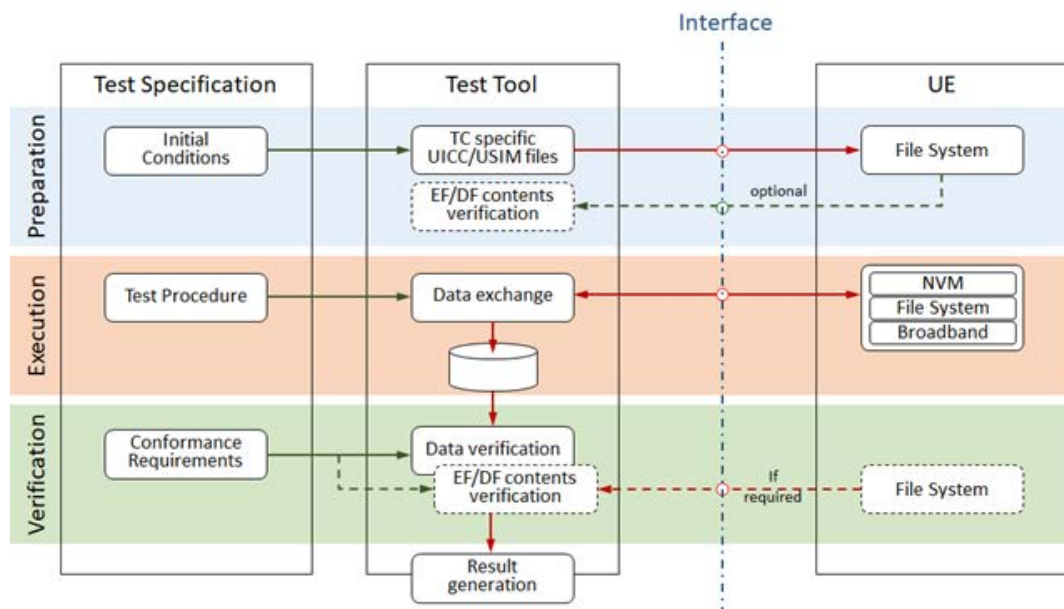 Interface
Test Specification
Test Tool
UE
Preparation
Initial
Conditions
TC specific
UICC/USIM files
File System
EF/DF contents
verification
optional
Execution
Test Procedure
Data exchange
NVM
File System
Broadband
Verification
Conformance
Requirements
Data verification
EF/DF contents
verification
If
required
File System
Result
generation